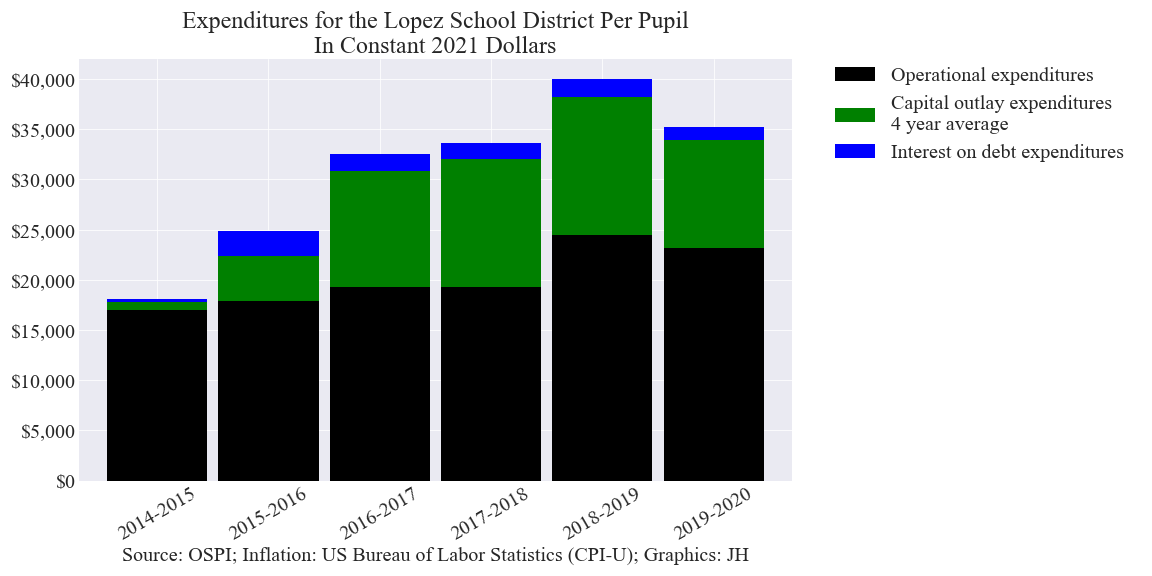 Expenditures for the Lopez School District Per Pupil
In Constant 2021 Dollars
$40,000
$35,000
$30,000
$25,000
$20,000
$15,000
$10,000
$5,000
$0
Operational expenditures
Capital outlay expenditures
4 year average
Interest on debt expenditures
2014-2015
2015-2016
2016-2017
2017-2018
2018-2019
2019-2020
Source: OSPI; Inflation: US Bureau of Labor Statistics (CPI-U); Graphics: JH